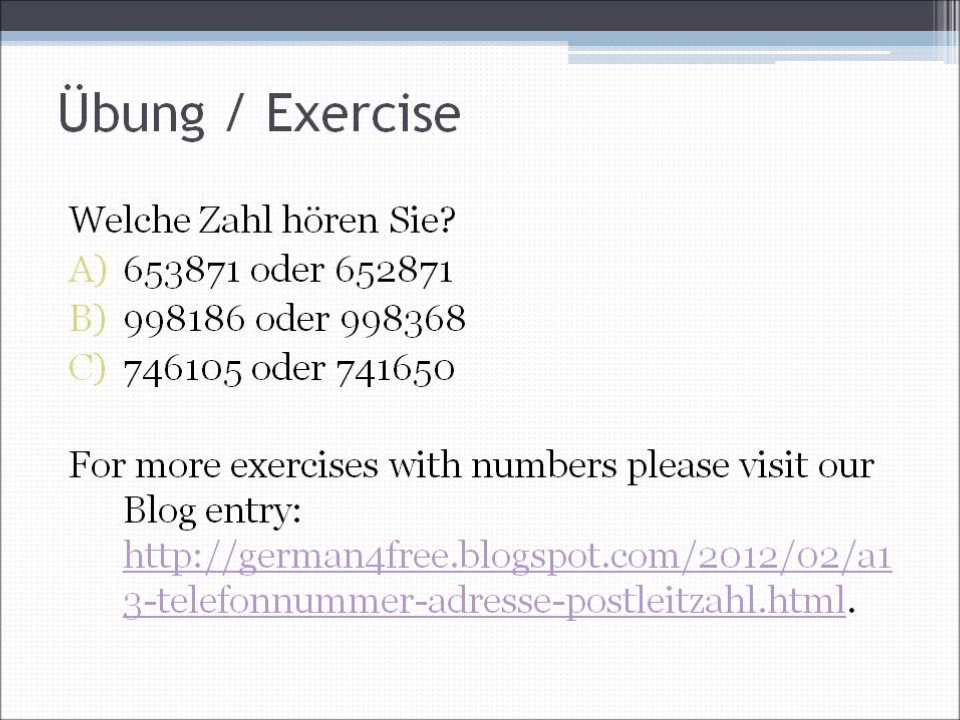 Übung / Exercise
Welche Zahl hören Sie?
A) 653871 oder 652871
B) 998186 oder 998368
C) 746105 oder 741650
For more exercises with numbers please visit our
Blog entry:
http://german4free.blogspot.com/2012/02/a1
3-telefonnummer-adresse-postleitzahl.html.